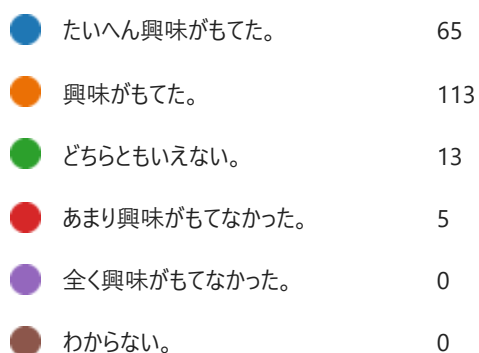 たいへん興味がもてた。 65
興味がもてた。 113
どちらともいえない。 13
あまり興味がもてなかった。 5
全く興味がもてなかった。 0
わからない。 0